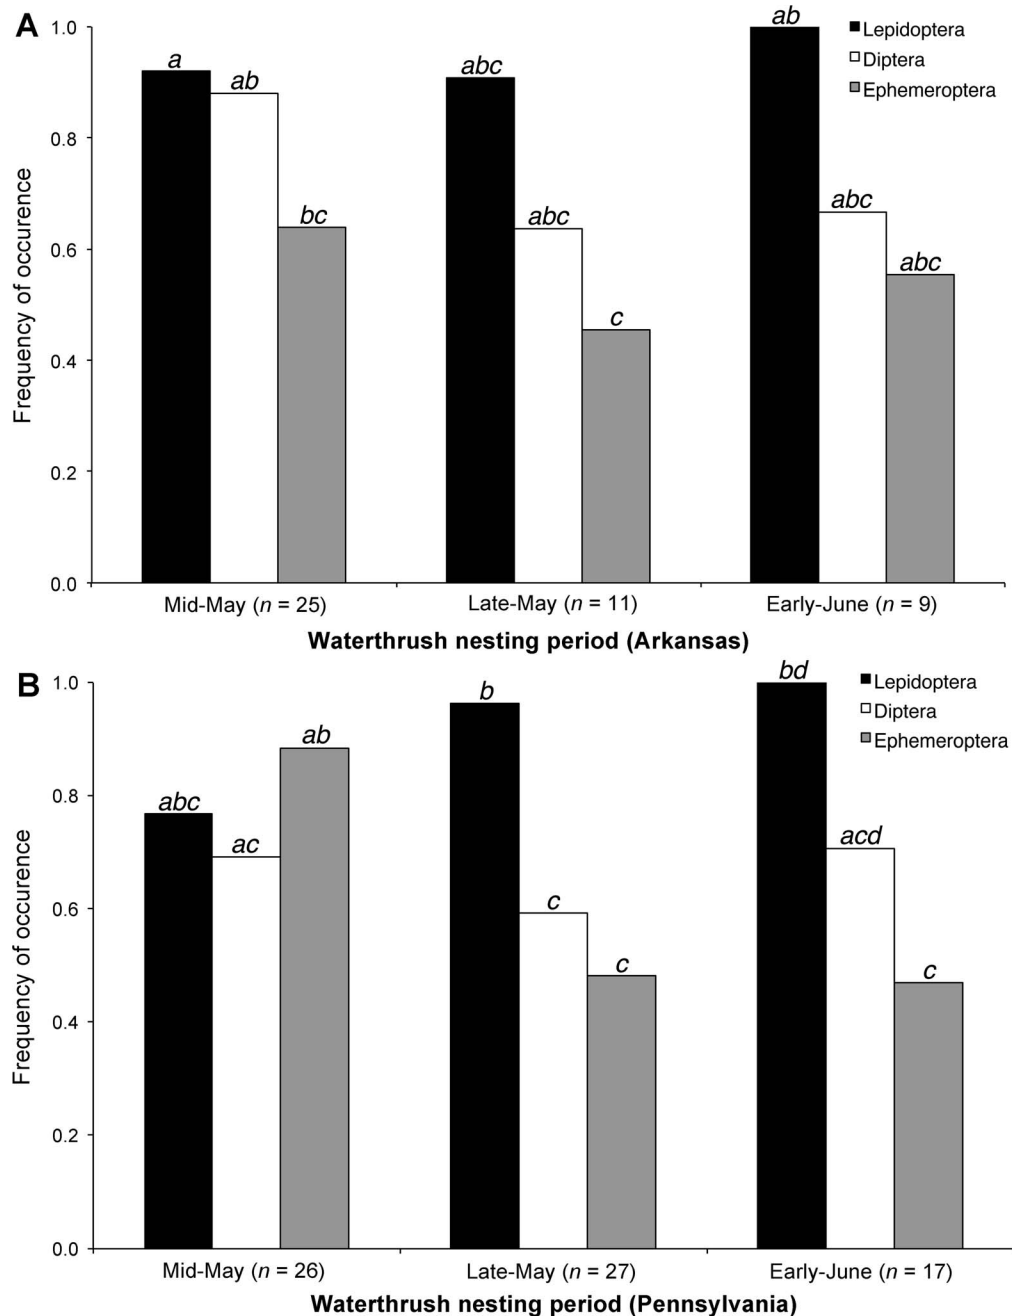 A
1.0
0.8
0.6
0.4
0.2
0.0
Frequency of occurence
a
ab
bc
abc
abc
c
ab
abc
abc
Lepidoptera
Diptera
Ephemeroptera
Mid-May (n = 25)
Late-May (n = 11)
Early-June (n = 9)
Waterthrush nesting period (Arkansas)
B
1.0
0.8
0.6
0.4
0.2
0.0
Frequency of occurence
abc
ac
ab
b
c
c
bd
acd
c
Lepidoptera
Diptera
Ephemeroptera
Mid-May (n = 26)
Late-May (n = 27)
Early-June (n = 17)
Waterthrush nesting period (Pennsylvania)